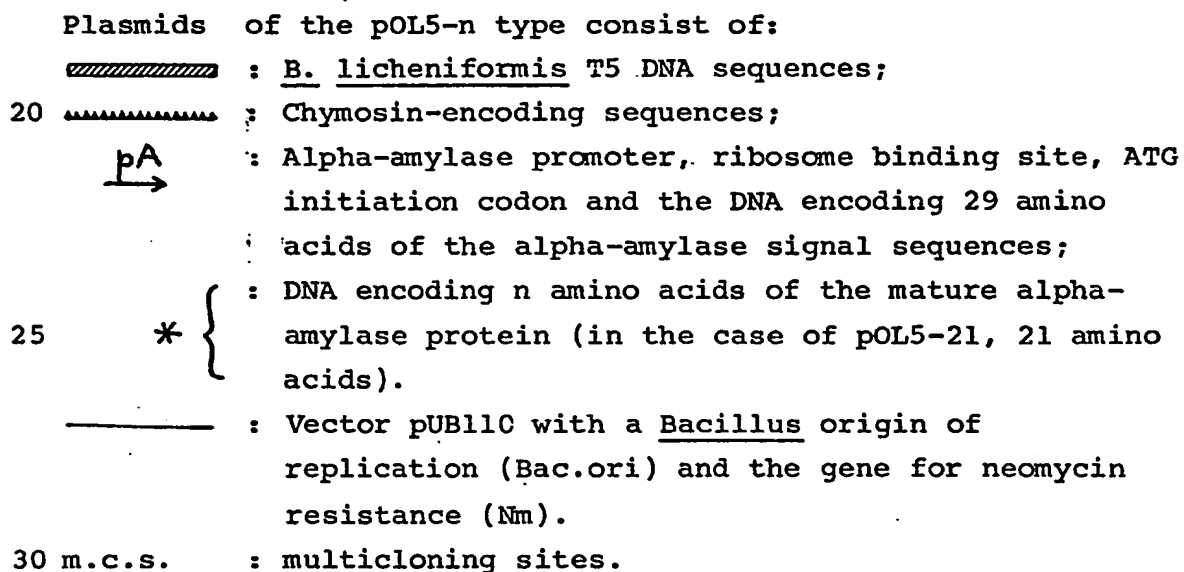 Plasmids of the pOL5-n type consist of:
: B. licheniformis T5 DNA sequences;
20 : Chymosin-encoding sequences;
pA : Alpha-amylase promoter, ribosome binding site, ATG
initiation codon and the DNA encoding 29 amino
acids of the alpha-amylase signal sequences;
: DNA encoding n amino acids of the mature alpha-
25 * { amylase protein (in the case of pOL5-21, 21 amino
acids).
: Vector pUB110 with a Bacillus origin of
replication (Bac.ori) and the gene for neomycin
resistance (Nm).
30 m.c.s. : multicloning sites.